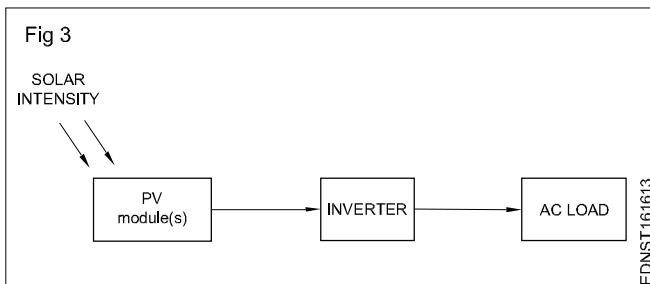 Fig 3
SOLAR
INTENSITY
PV
module(s)
INVERTER
AC LOAD
EDNST161613